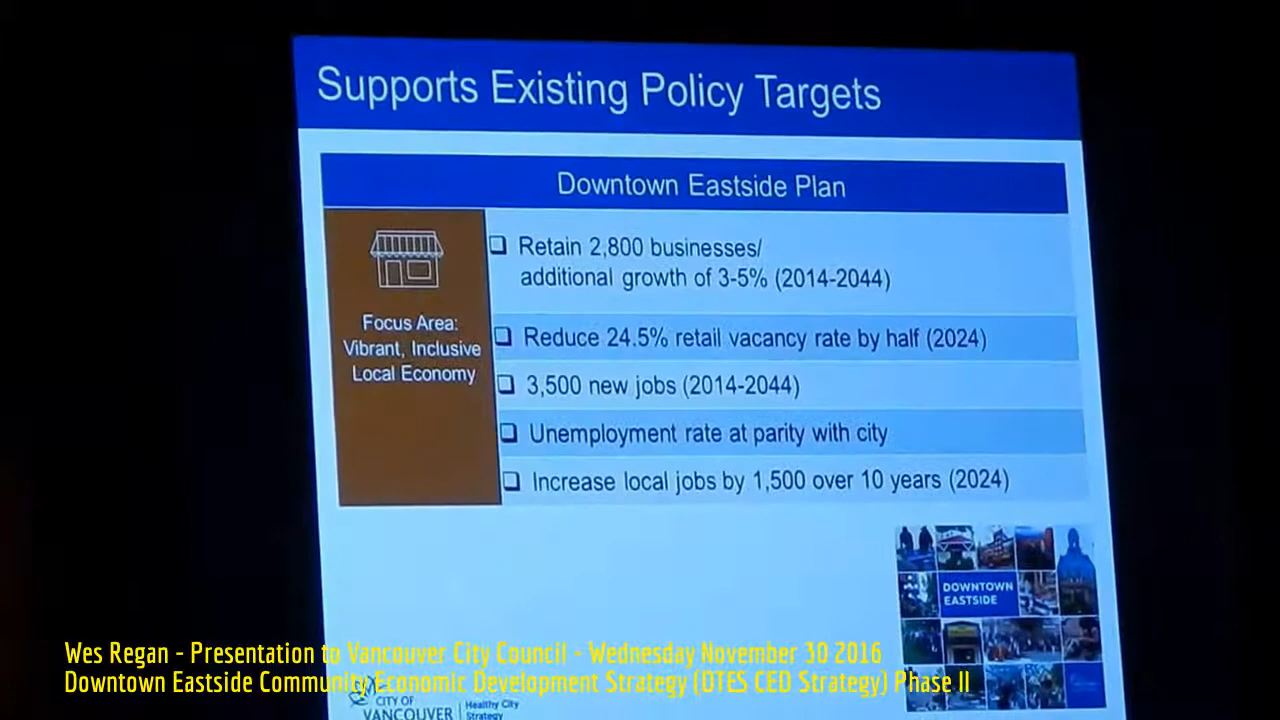 Supports Existing Policy Targets
Downtown Eastside Plan
Focus Area:
Vibrant, Inclusive
Local Economy
❑ Retain 2,800 businesses/
additional growth of 3-5% (2014-2044)
❑ Reduce 24.5% retail vacancy rate by half (2024)
❑ 3,500 new jobs (2014-2044)
❑ Unemployment rate at parity with city
❑ Increase local jobs by 1,500 over 10 years (2024)
DOWNTOWN
EASTSIDE
Wes Regan - Presentation to Vancouver City Council - Wednesday November 30 2016
Downtown Eastside Community Economic Development Strategy (DTES CED Strategy) Phase II
CITY OF
VANCOUVER
Healthy City
Strategy